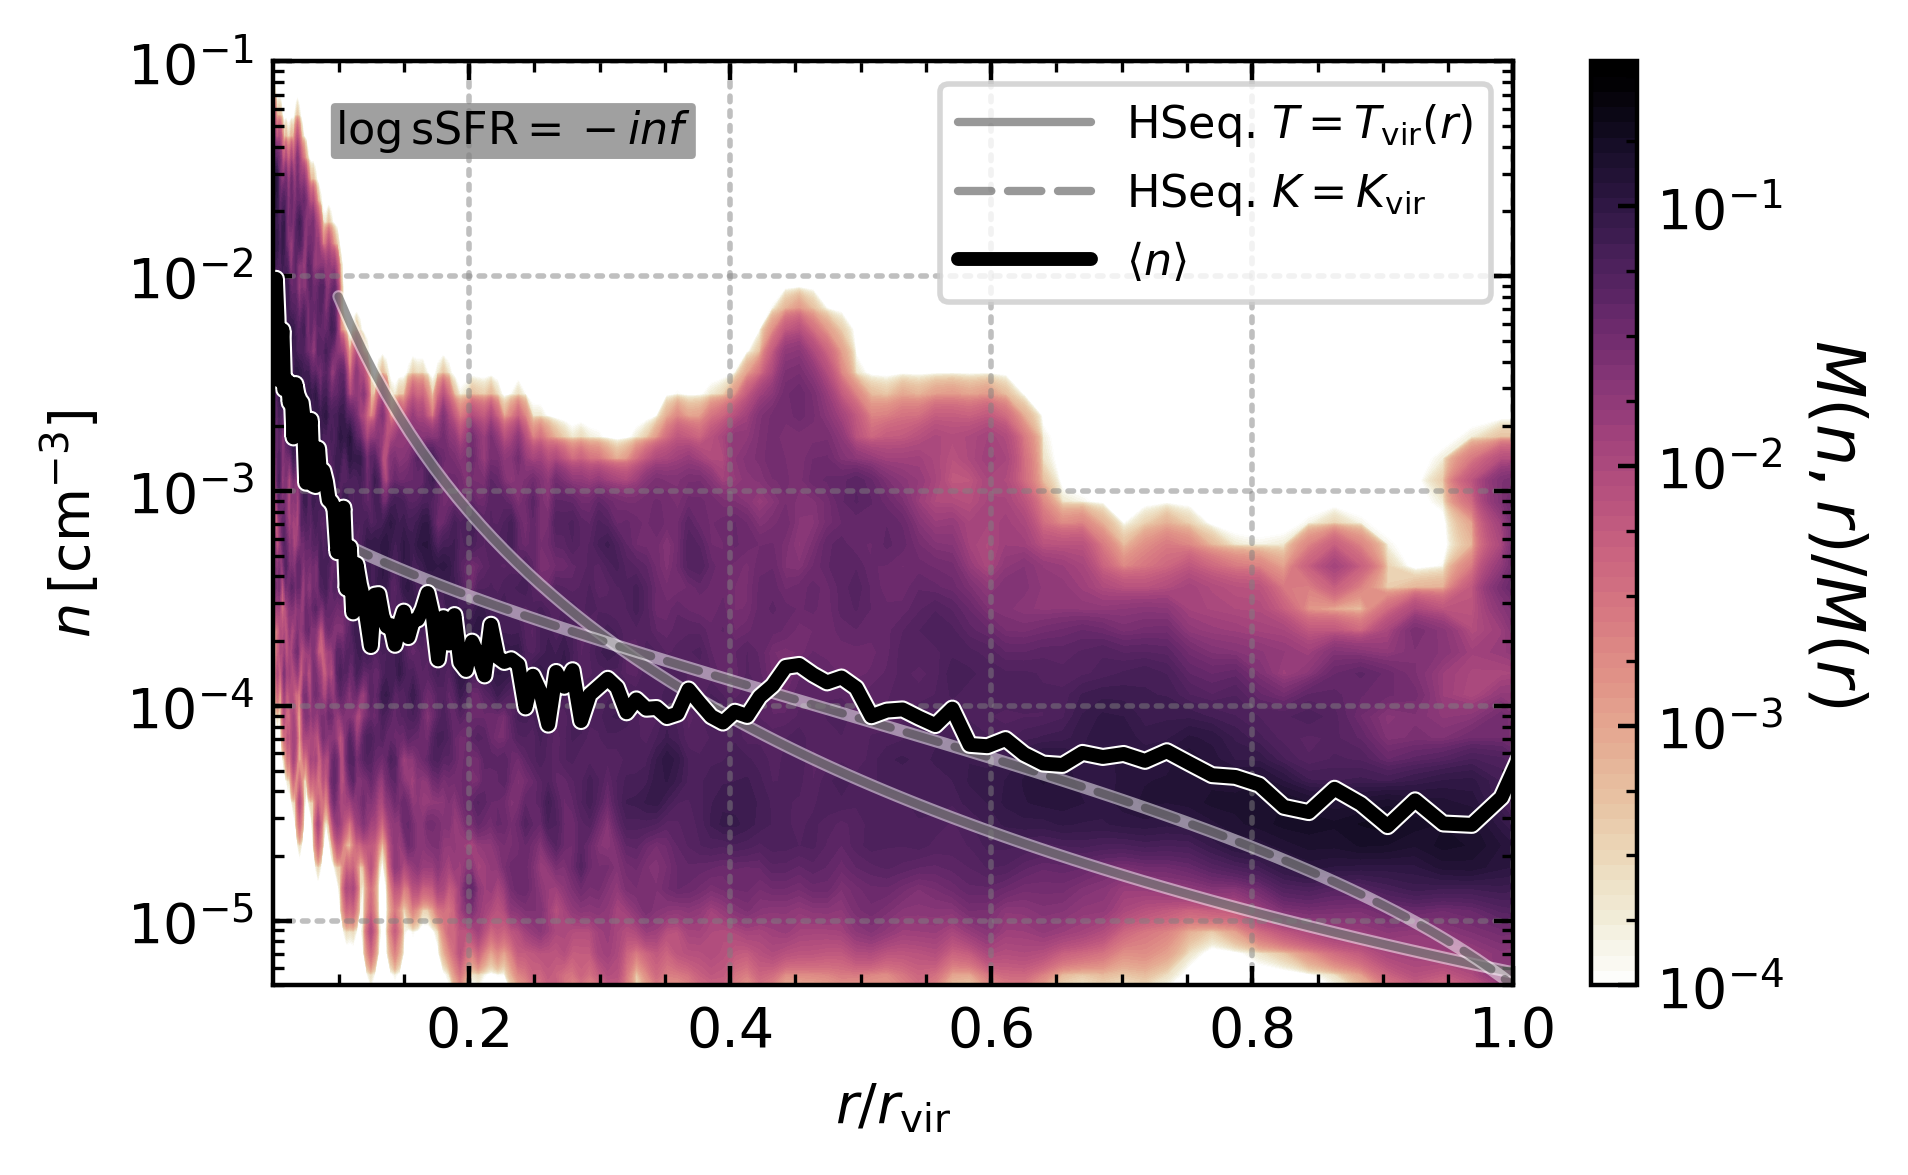 10⁻¹
10⁻²
10⁻³
10⁻⁴
10⁻⁵
n [cm⁻³]
log sSFR = −inf
HSeq. T = T_vir(r)
HSeq. K = K_vir
⟨n⟩
0.2 0.4 0.6 0.8 1.0
r/r_vir
10⁻¹
10⁻²
10⁻³
10⁻⁴
M(n, r)/M(r)